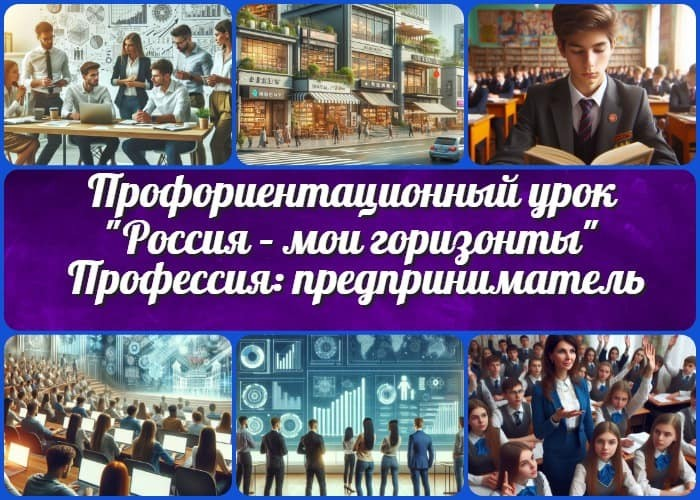 Профориентационный урок
"Россия – мои горизонты"
Профессия: предприниматель